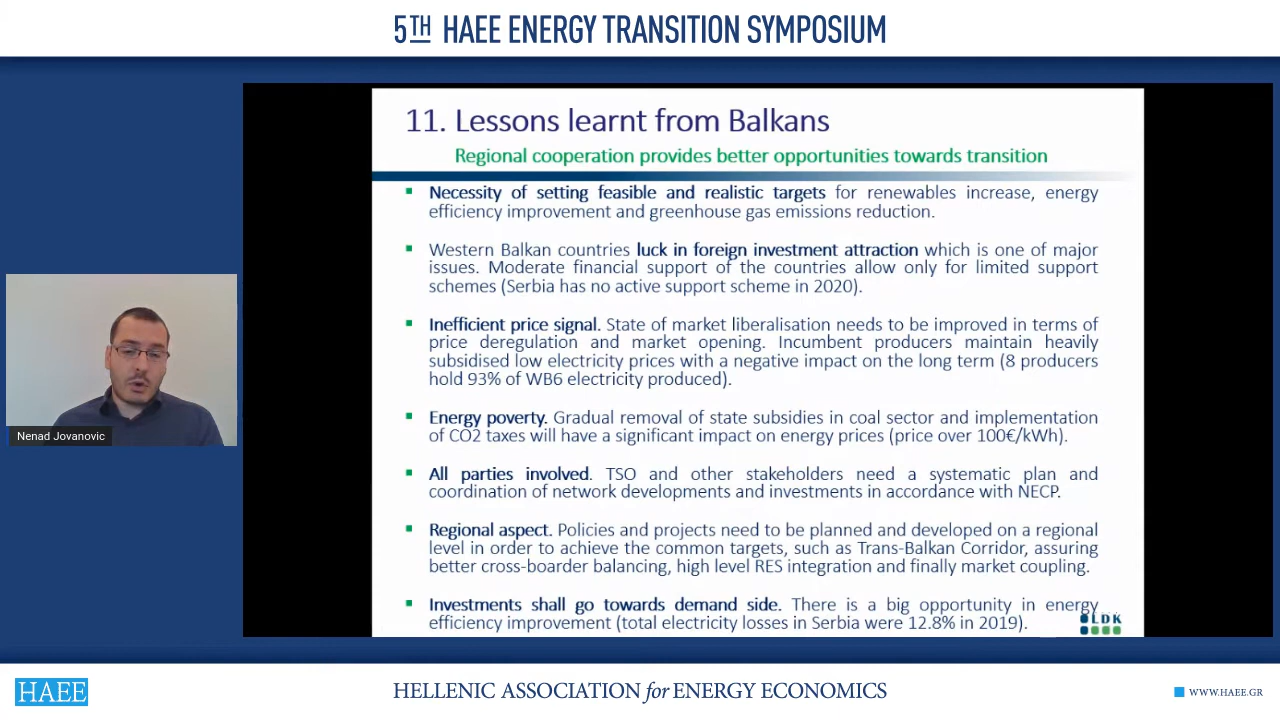 5TH HAEE ENERGY TRANSITION SYMPOSIUM
11. Lessons learnt from Balkans
Regional cooperation provides better opportunities towards transition
Necessity of setting feasible and realistic targets for renewables increase, energy
efficiency improvement and greenhouse gas emissions reduction.
Western Balkan countries luck in foreign investment attraction which is one of major
issues. Moderate financial support of the countries allow only for limited support
schemes (Serbia has no active support scheme in 2020).
Inefficient price signal. State of market liberalisation needs to be improved in terms of
price deregulation and market opening. Incumbent producers maintain heavily
subsidised low electricity prices with a negative impact on the long term (8 producers
hold 93% of WB6 electricity produced).
Energy poverty. Gradual removal of state subsidies in coal sector and implementation
of CO2 taxes will have a significant impact on energy prices (price over 100€/kWh).
All parties involved. TSO and other stakeholders need a systematic plan and
coordination of network developments and investments in accordance with NECP.
Regional aspect. Policies and projects need to be planned and developed on a regional
level in order to achieve the common targets, such as Trans-Balkan Corridor, assuring
better cross-boarder balancing, high level RES integration and finally market coupling.
Investments shall go towards demand side. There is a big opportunity in energy
efficiency improvement (total electricity losses in Serbia were 12.8% in 2019).
LDK
Nenad Jovanovic
HAEE
HELLENIC ASSOCIATION for ENERGY ECONOMICS
WWW.HAEE.GR